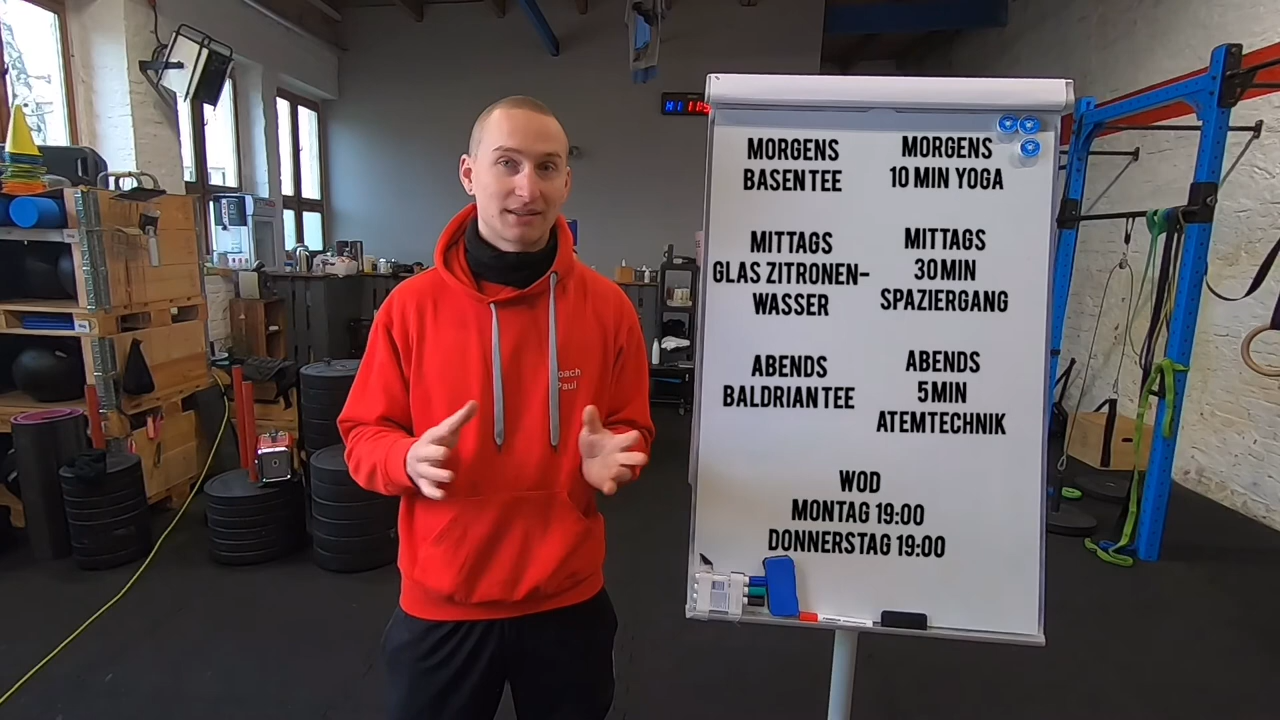 MORGENS
BASENTEE
MITTAGS
GLAS ZITRONEN-
WASSER
ABENDS
BALDRIANTEE
MORGENS
10 MIN YOGA
MITTAGS
30 MIN
SPAZIERGANG
ABENDS
5 MIN
ATEMTECHNIK
WOD
MONTAG 19:00
DONNERSTAG 19:00
oach
Paul